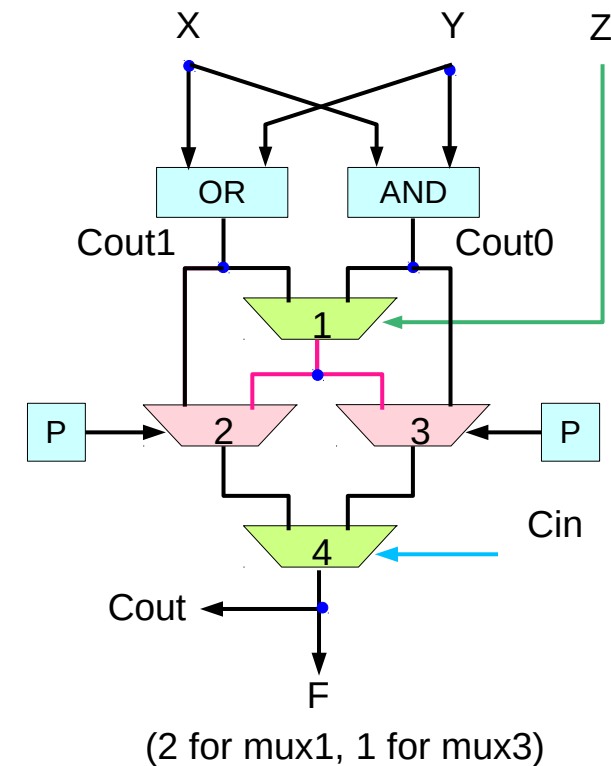 X Y Z
OR AND
Cout1 Cout0
1
P 2 3 P
Cin
4
Cout
F
(2 for mux1, 1 for mux3)